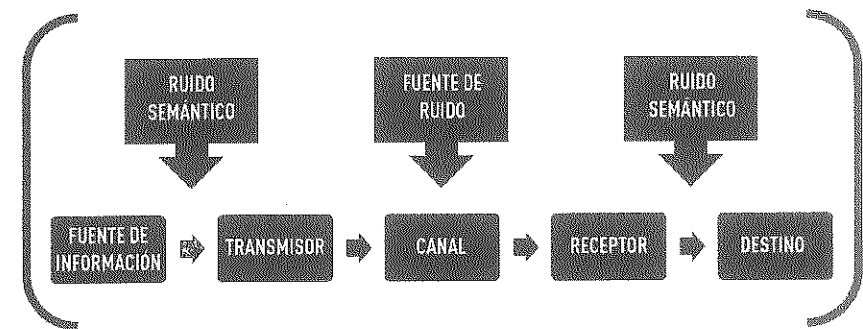 RUIDO
SEMÁNTICO
FUENTE DE
RUIDO
RUIDO
SEMÁNTICO
FUENTE DE
INFORMACIÓN
TRANSMISOR
CANAL
RECEPTOR
DESTINO